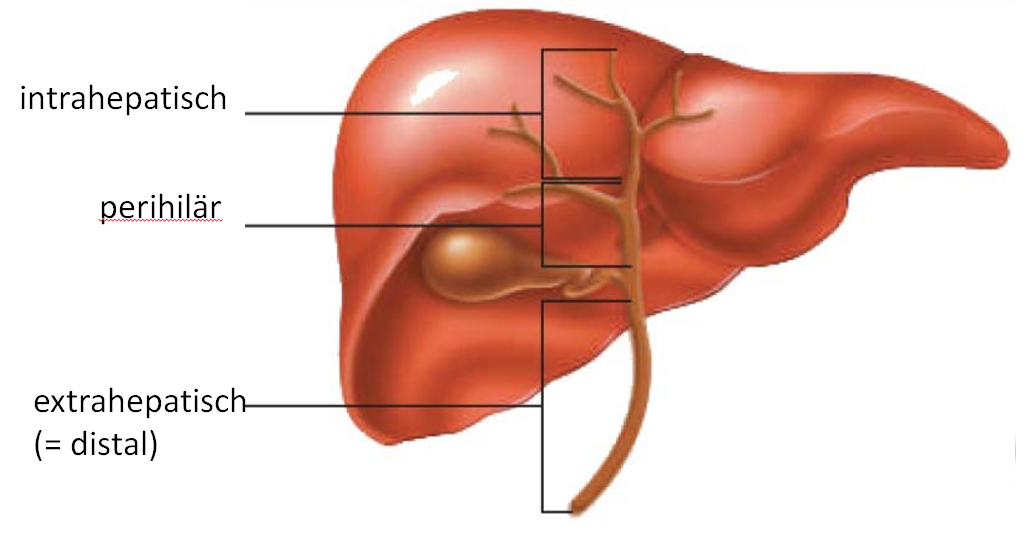 intrahepatisch
perihilär
extrahepatisch
(= distal)